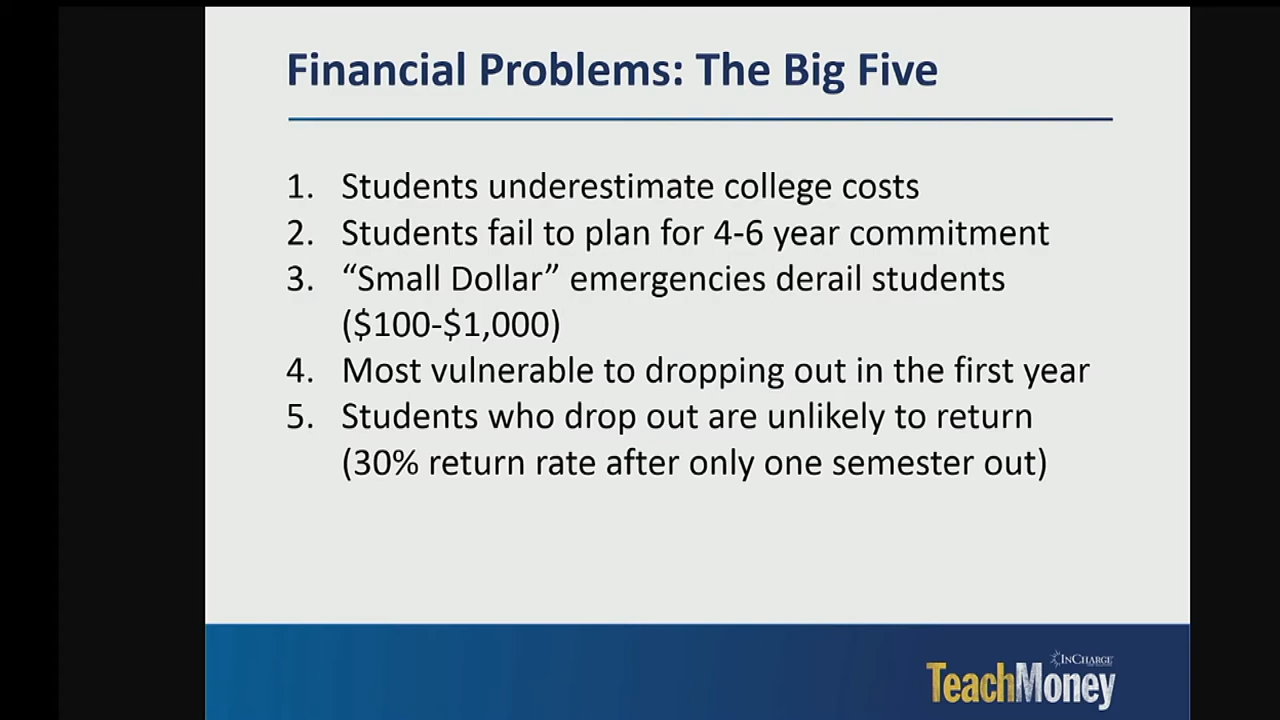 Financial Problems: The Big Five
1. Students underestimate college costs
2. Students fail to plan for 4-6 year commitment
3. “Small Dollar” emergencies derail students
($100-$1,000)
4. Most vulnerable to dropping out in the first year
5. Students who drop out are unlikely to return
(30% return rate after only one semester out)
INCHARGE
TeachMoney